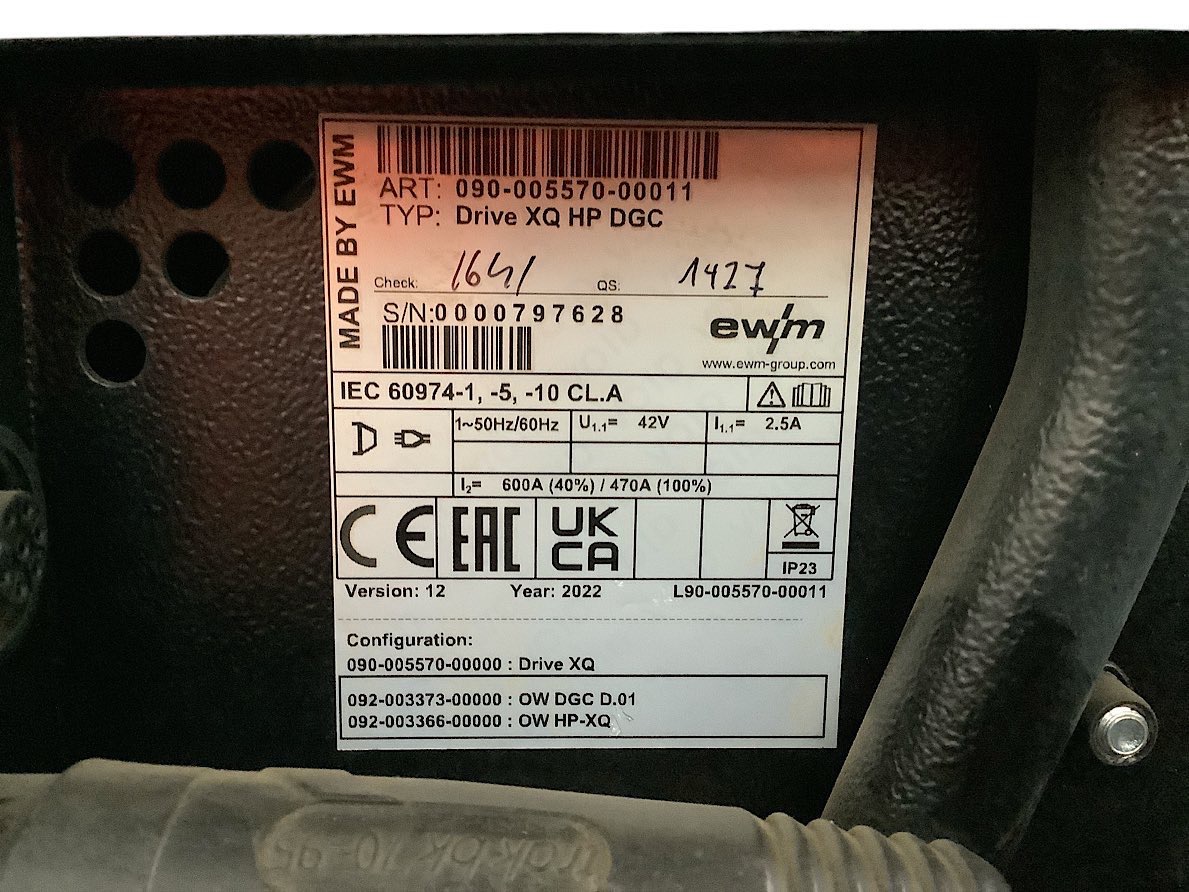 MADE BY EWM
ART: 090-005570-00011
TYP: Drive XQ HP DGC
Check: 1641 QS: 1427
S/N:0000797628
ewm
www.ewm-group.com
IEC 60974-1, -5, -10 CL.A
1~50Hz/60Hz U1.1= 42V I1.1= 2.5A
I2= 600A (40%) / 470A (100%)
CE EAC UK CA
IP23
Version: 12 Year: 2022 L90-005570-00011
Configuration:
090-005570-00000 : Drive XQ
092-003373-00000 : OW DGC D.01
092-003366-00000 : OW HP-XQ